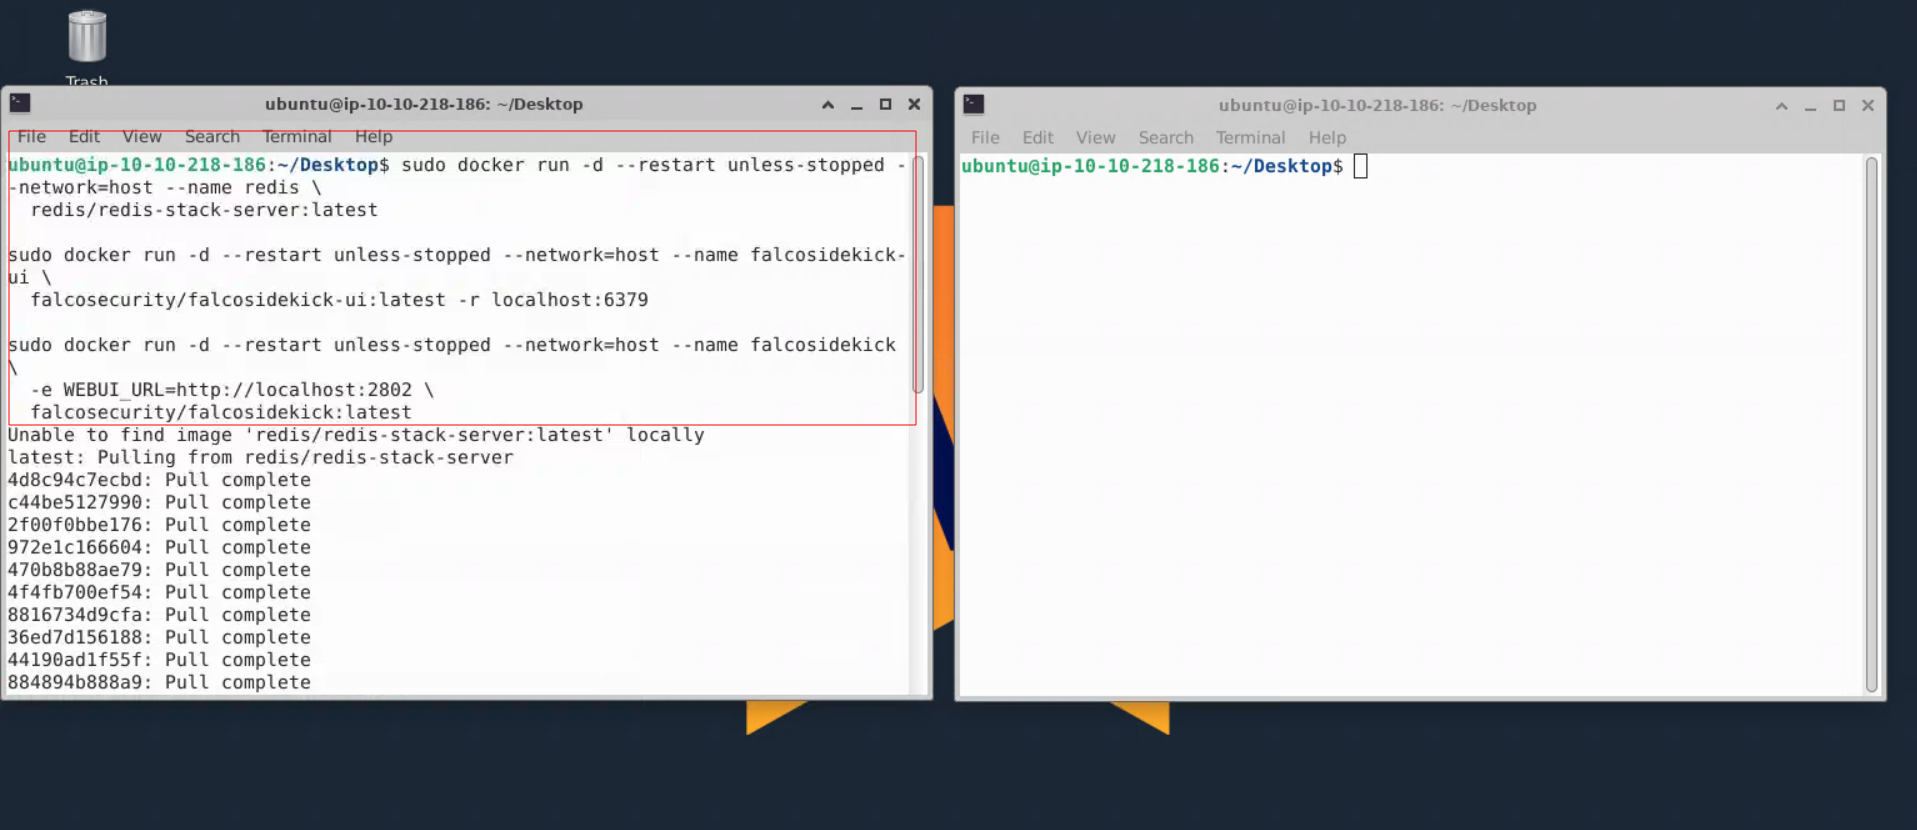 Trash
ubuntu@ip-10-10-218-186: ~/Desktop
File Edit View Search Terminal Help
ubuntu@ip-10-10-218-186:~/Desktop$ sudo docker run -d --restart unless-stopped -
-network=host --name redis \
  redis/redis-stack-server:latest
sudo docker run -d --restart unless-stopped --network=host --name falcosidekick-
ui \
  falcosecurity/falcosidekick-ui:latest -r localhost:6379
sudo docker run -d --restart unless-stopped --network=host --name falcosidekick
\
  -e WEBUI_URL=http://localhost:2802 \
  falcosecurity/falcosidekick:latest
Unable to find image 'redis/redis-stack-server:latest' locally
latest: Pulling from redis/redis-stack-server
4d8c94c7ecbd: Pull complete
c44be5127990: Pull complete
2f00f0bbe176: Pull complete
972e1c166604: Pull complete
470b8b88ae79: Pull complete
4f4fb700ef54: Pull complete
8816734d9cfa: Pull complete
36ed7d156188: Pull complete
44190ad1f55f: Pull complete
884894b888a9: Pull complete
ubuntu@ip-10-10-218-186: ~/Desktop
File Edit View Search Terminal Help
ubuntu@ip-10-10-218-186:~/Desktop$